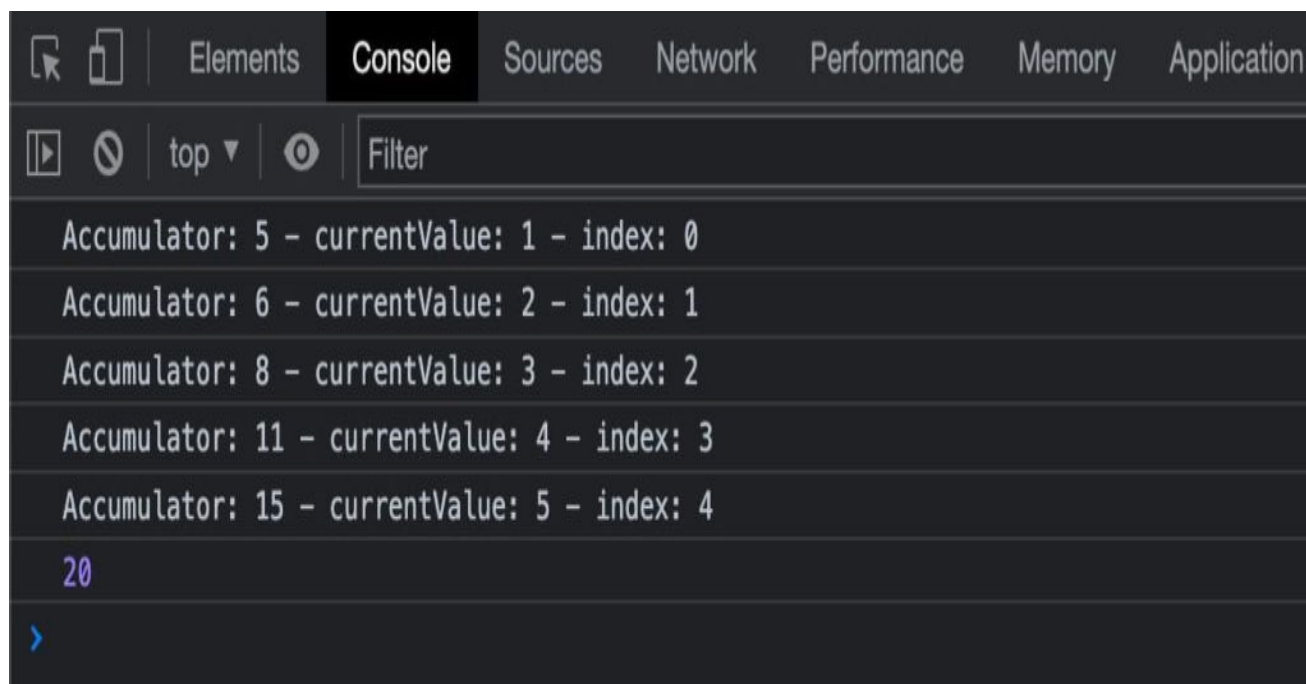 Elements Console Sources Network Performance Memory Application
top Filter
Accumulator: 5 – currentValue: 1 – index: 0
Accumulator: 6 – currentValue: 2 – index: 1
Accumulator: 8 – currentValue: 3 – index: 2
Accumulator: 11 – currentValue: 4 – index: 3
Accumulator: 15 – currentValue: 5 – index: 4
20